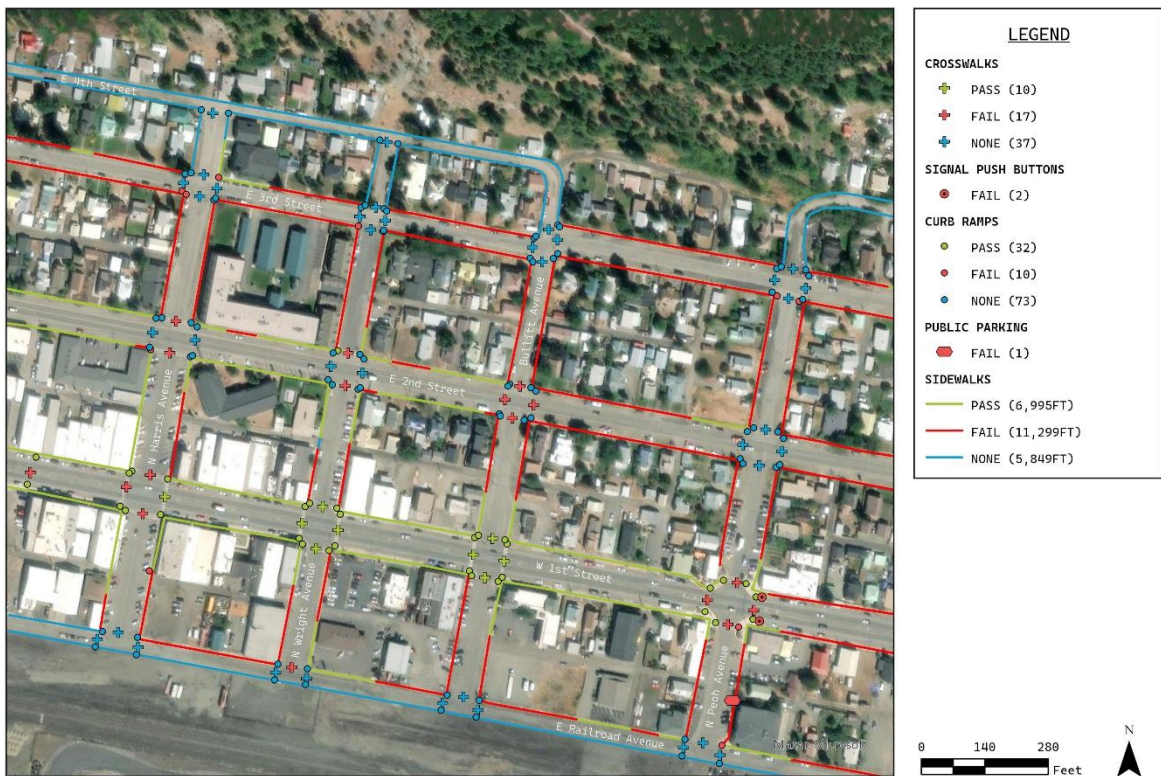 E 4th Street
E 3rd Street
E 2nd Street
Bullitt Avenue
N Harris Avenue
W 1st Street
N Wright Avenue
N Peoh Avenue
E Railroad Avenue
Microsoft
LEGEND
CROSSWALKS
PASS (10)
FAIL (17)
NONE (37)
SIGNAL PUSH BUTTONS
FAIL (2)
CURB RAMPS
PASS (32)
FAIL (10)
NONE (73)
PUBLIC PARKING
FAIL (1)
SIDEWALKS
PASS (6,995FT)
FAIL (11,299FT)
NONE (5,849FT)
N
0 140 280
Feet